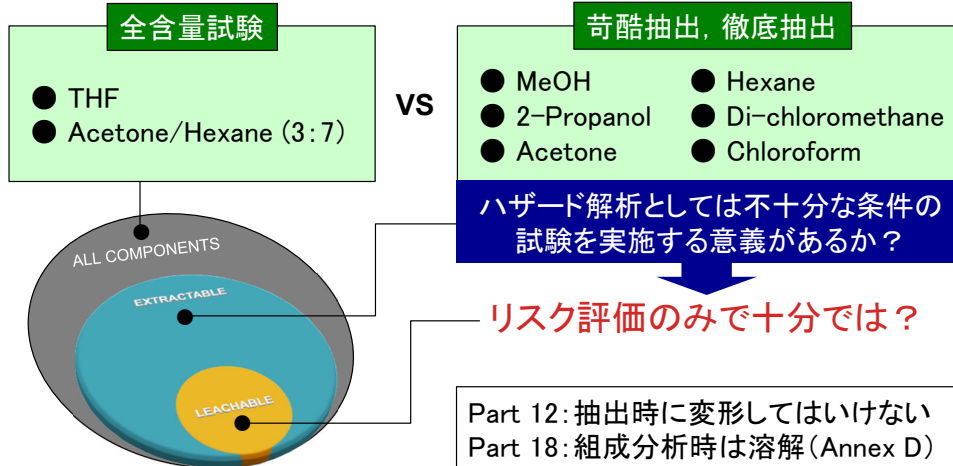 全含量試験
● THF
● Acetone/Hexane (3:7)
VS
苛酷抽出, 徹底抽出
● MeOH
● 2-Propanol
● Acetone
● Hexane
● Di-chloromethane
● Chloroform
ハザード解析としては不十分な条件の
試験を実施する意義があるか？
リスク評価のみで十分では？
ALL COMPONENTS
EXTRACTABLE
LEACHABLE
Part 12:抽出時に変形してはいけない
Part 18:組成分析時は溶解(Annex D)